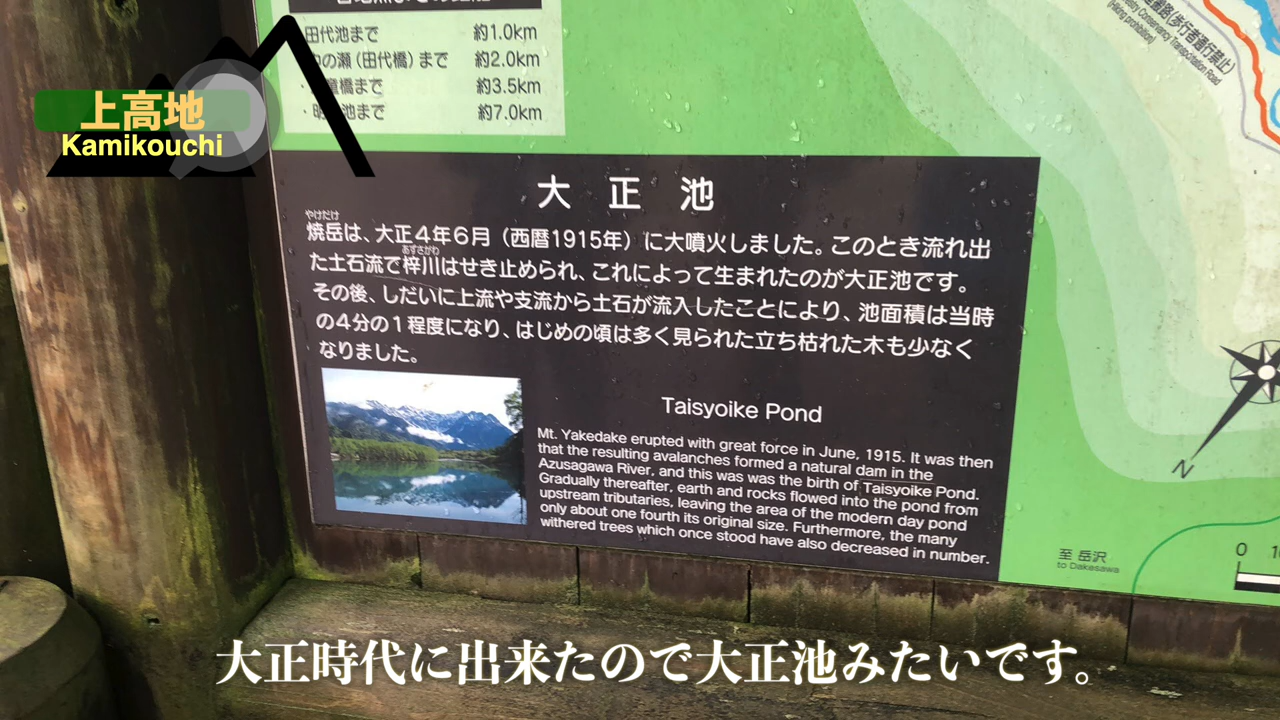 田代池まで 約1.0km
の瀬（田代橋）まで 約2.0km
童橋まで 約3.5km
・明 池まで 約7.0km
上高地
Kamikouchi
(Hiking prohibited)
大正池
やけだけ
焼岳は、大正4年6月（西暦1915年）に大噴火しました。このとき流れ出
あずさがわ
た土石流で梓川はせき止められ、これによって生まれたのが大正池です。
その後、しだいに上流や支流から土石が流入したことにより、池面積は当時
の4分の1程度になり、はじめの頃は多く見られた立ち枯れた木も少なく
なりました。
Taisyoike Pond
Mt. Yakedake erupted with great force in June, 1915. It was then
that the resulting avalanches formed a natural dam in the
Azusagawa River, and this was was the birth of Taisyoike Pond.
Gradually thereafter, earth and rocks flowed into the pond from
upstream tributaries, leaving the area of the modern day pond
only about one fourth its original size. Furthermore, the many
withered trees which once stood have also decreased in number.
N
至 岳沢
to Dakesawa
0
大正時代に出来たので大正池みたいです。